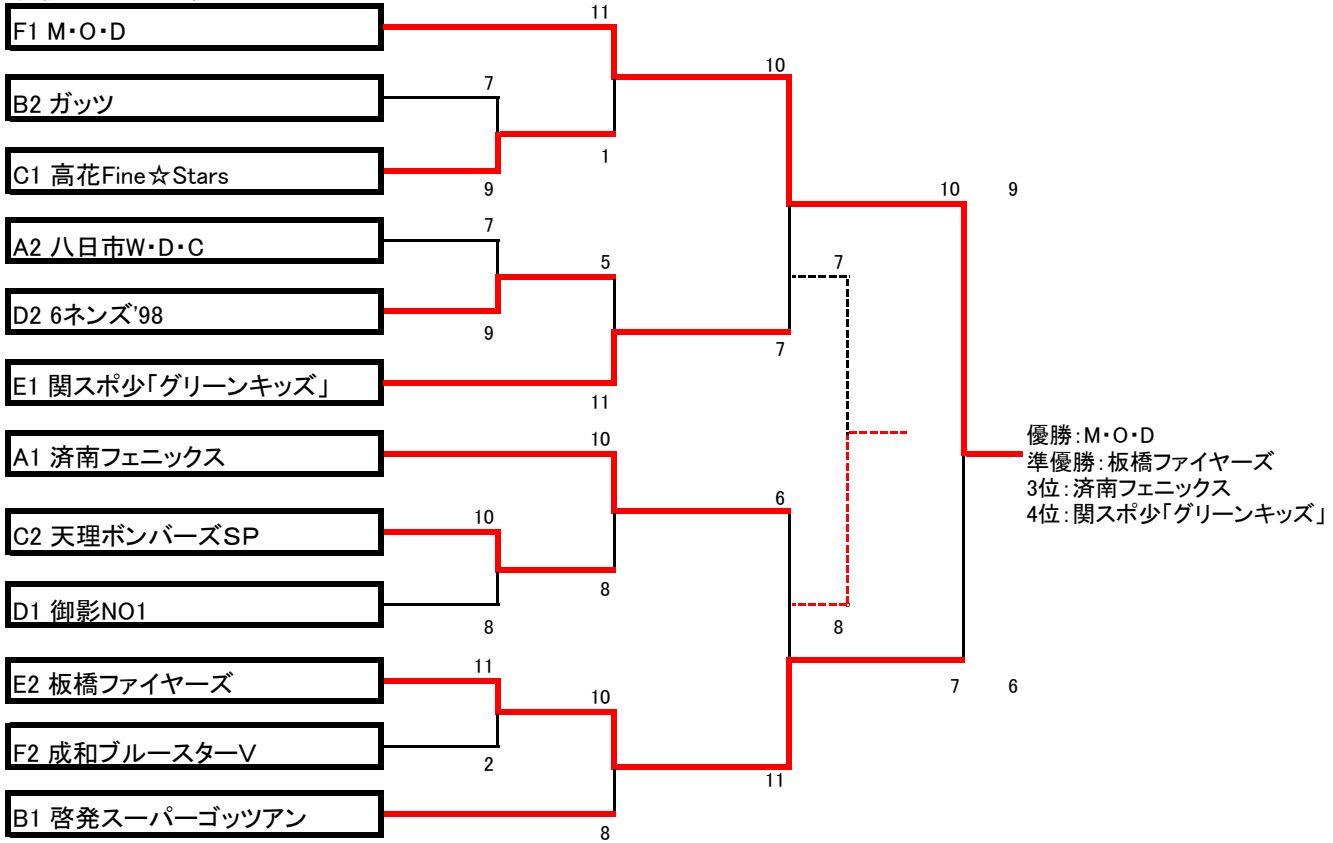 11
F1 M・O・D
10
7
B2 ガッツ
1
C1 高花Fine☆Stars
9
10 9
7
A2 八日市W・D・C
5
7
D2 6ネンズ'98
9
7
E1 関スポ少「グリーンキッズ」
11
10
A1 済南フェニックス
優勝：M・O・D
準優勝：板橋ファイヤーズ
3位：済南フェニックス
4位：関スポ少「グリーンキッズ」
6
10
C2 天理ボンバーズSP
8
D1 御影NO1
8
8
11
E2 板橋ファイヤーズ
10
7 6
F2 成和ブルースターV
2
11
B1 啓発スーパーゴッツアン
8